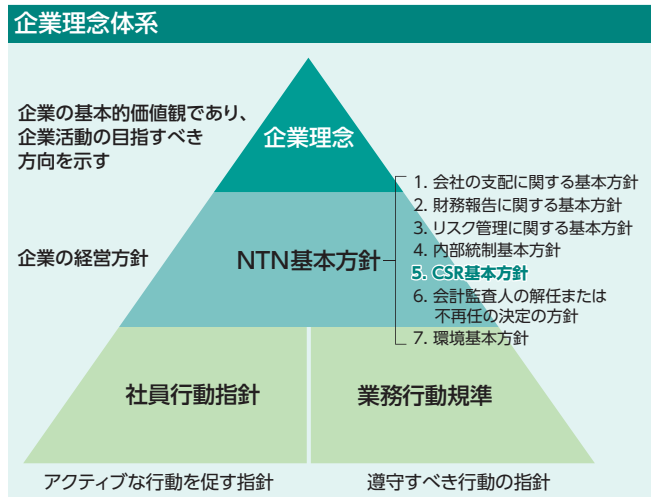 企業理念体系
企業の基本的価値観であり、
企業活動の目指すべき
方向を示す
企業理念
企業の経営方針
NTN基本方針
1. 会社の支配に関する基本方針
2. 財務報告に関する基本方針
3. リスク管理に関する基本方針
4. 内部統制基本方針
5. CSR基本方針
6. 会計監査人の解任または
不再任の決定の方針
7. 環境基本方針
社員行動指針
業務行動規準
アクティブな行動を促す指針
遵守すべき行動の指針